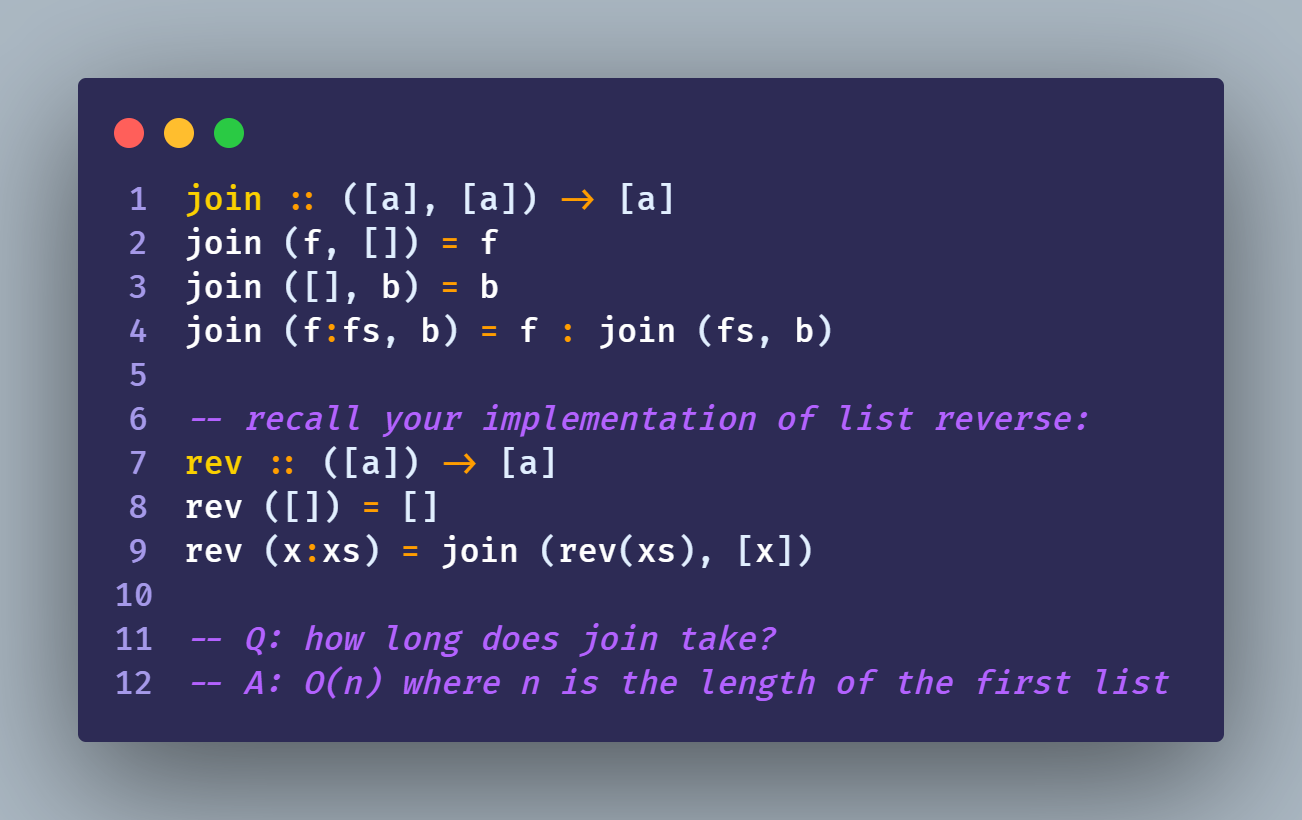 1 join :: ([a], [a]) -> [a]
2 join (f, []) = f
3 join ([], b) = b
4 join (f:fs, b) = f : join (fs, b)
5
6 -- recall your implementation of list reverse:
7 rev :: ([a]) -> [a]
8 rev ([]) = []
9 rev (x:xs) = join (rev(xs), [x])
10
11 -- Q: how long does join take?
12 -- A: O(n) where n is the length of the first list